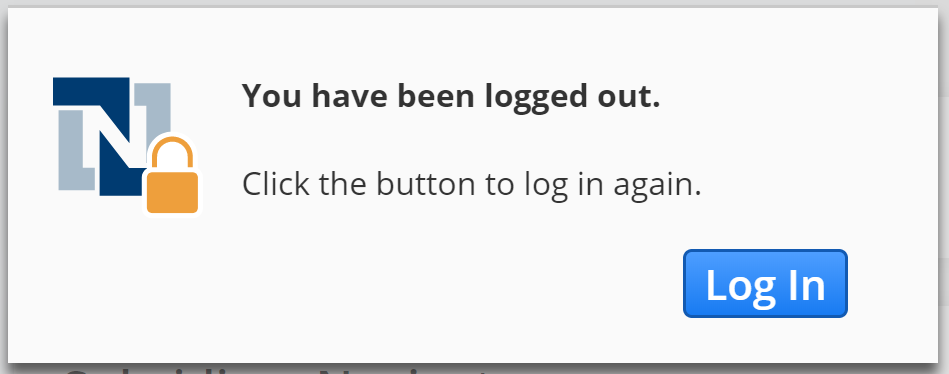 You have been logged out.
Click the button to log in again.
Log In